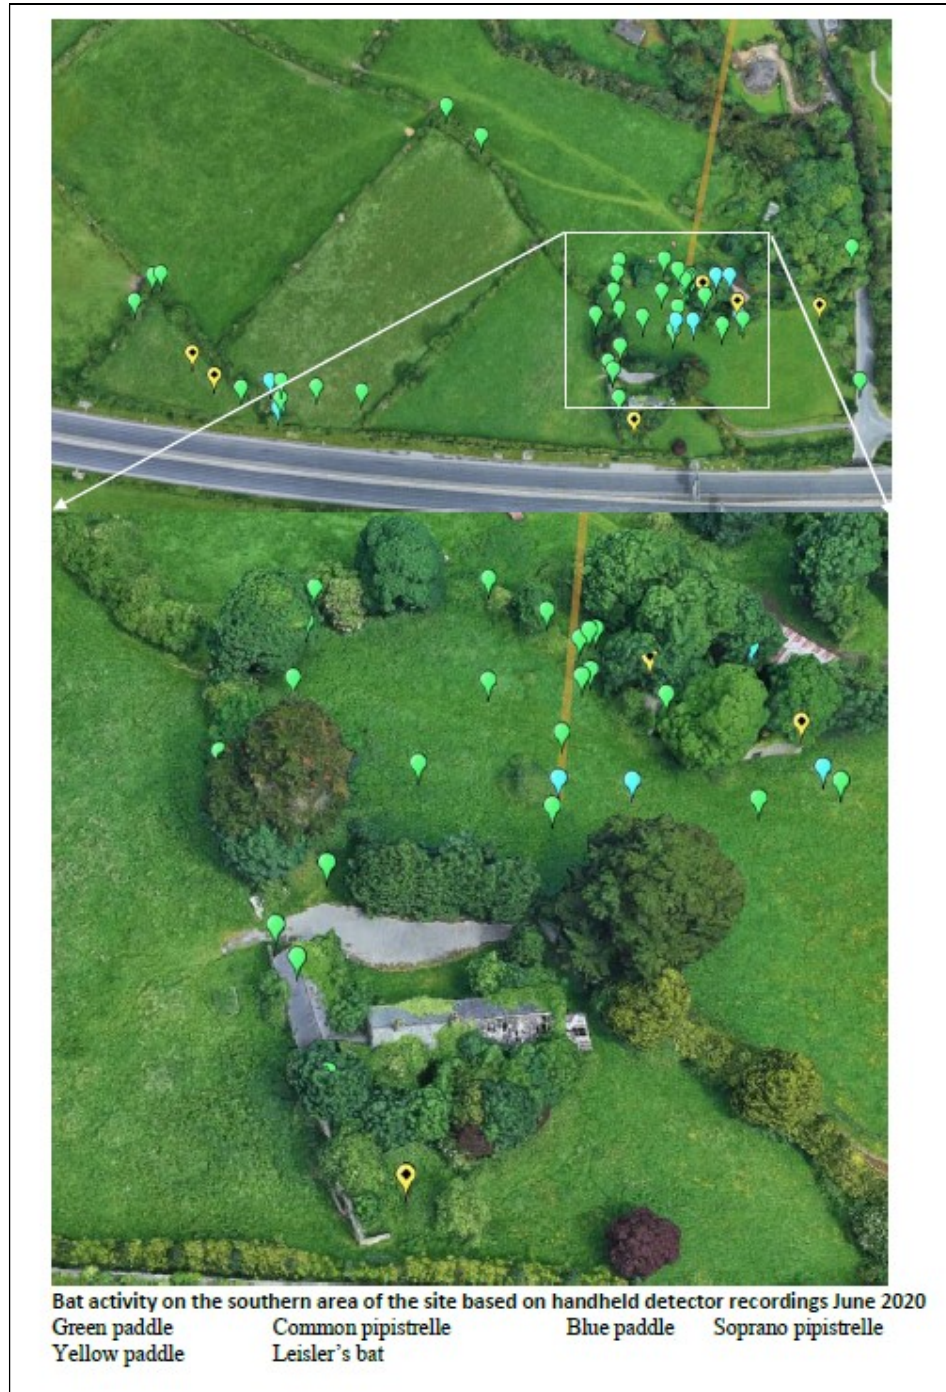 Bat activity on the southern area of the site based on handheld detector recordings June 2020
Green paddle Common pipistrelle Blue paddle Soprano pipistrelle
Yellow paddle Leisler's bat